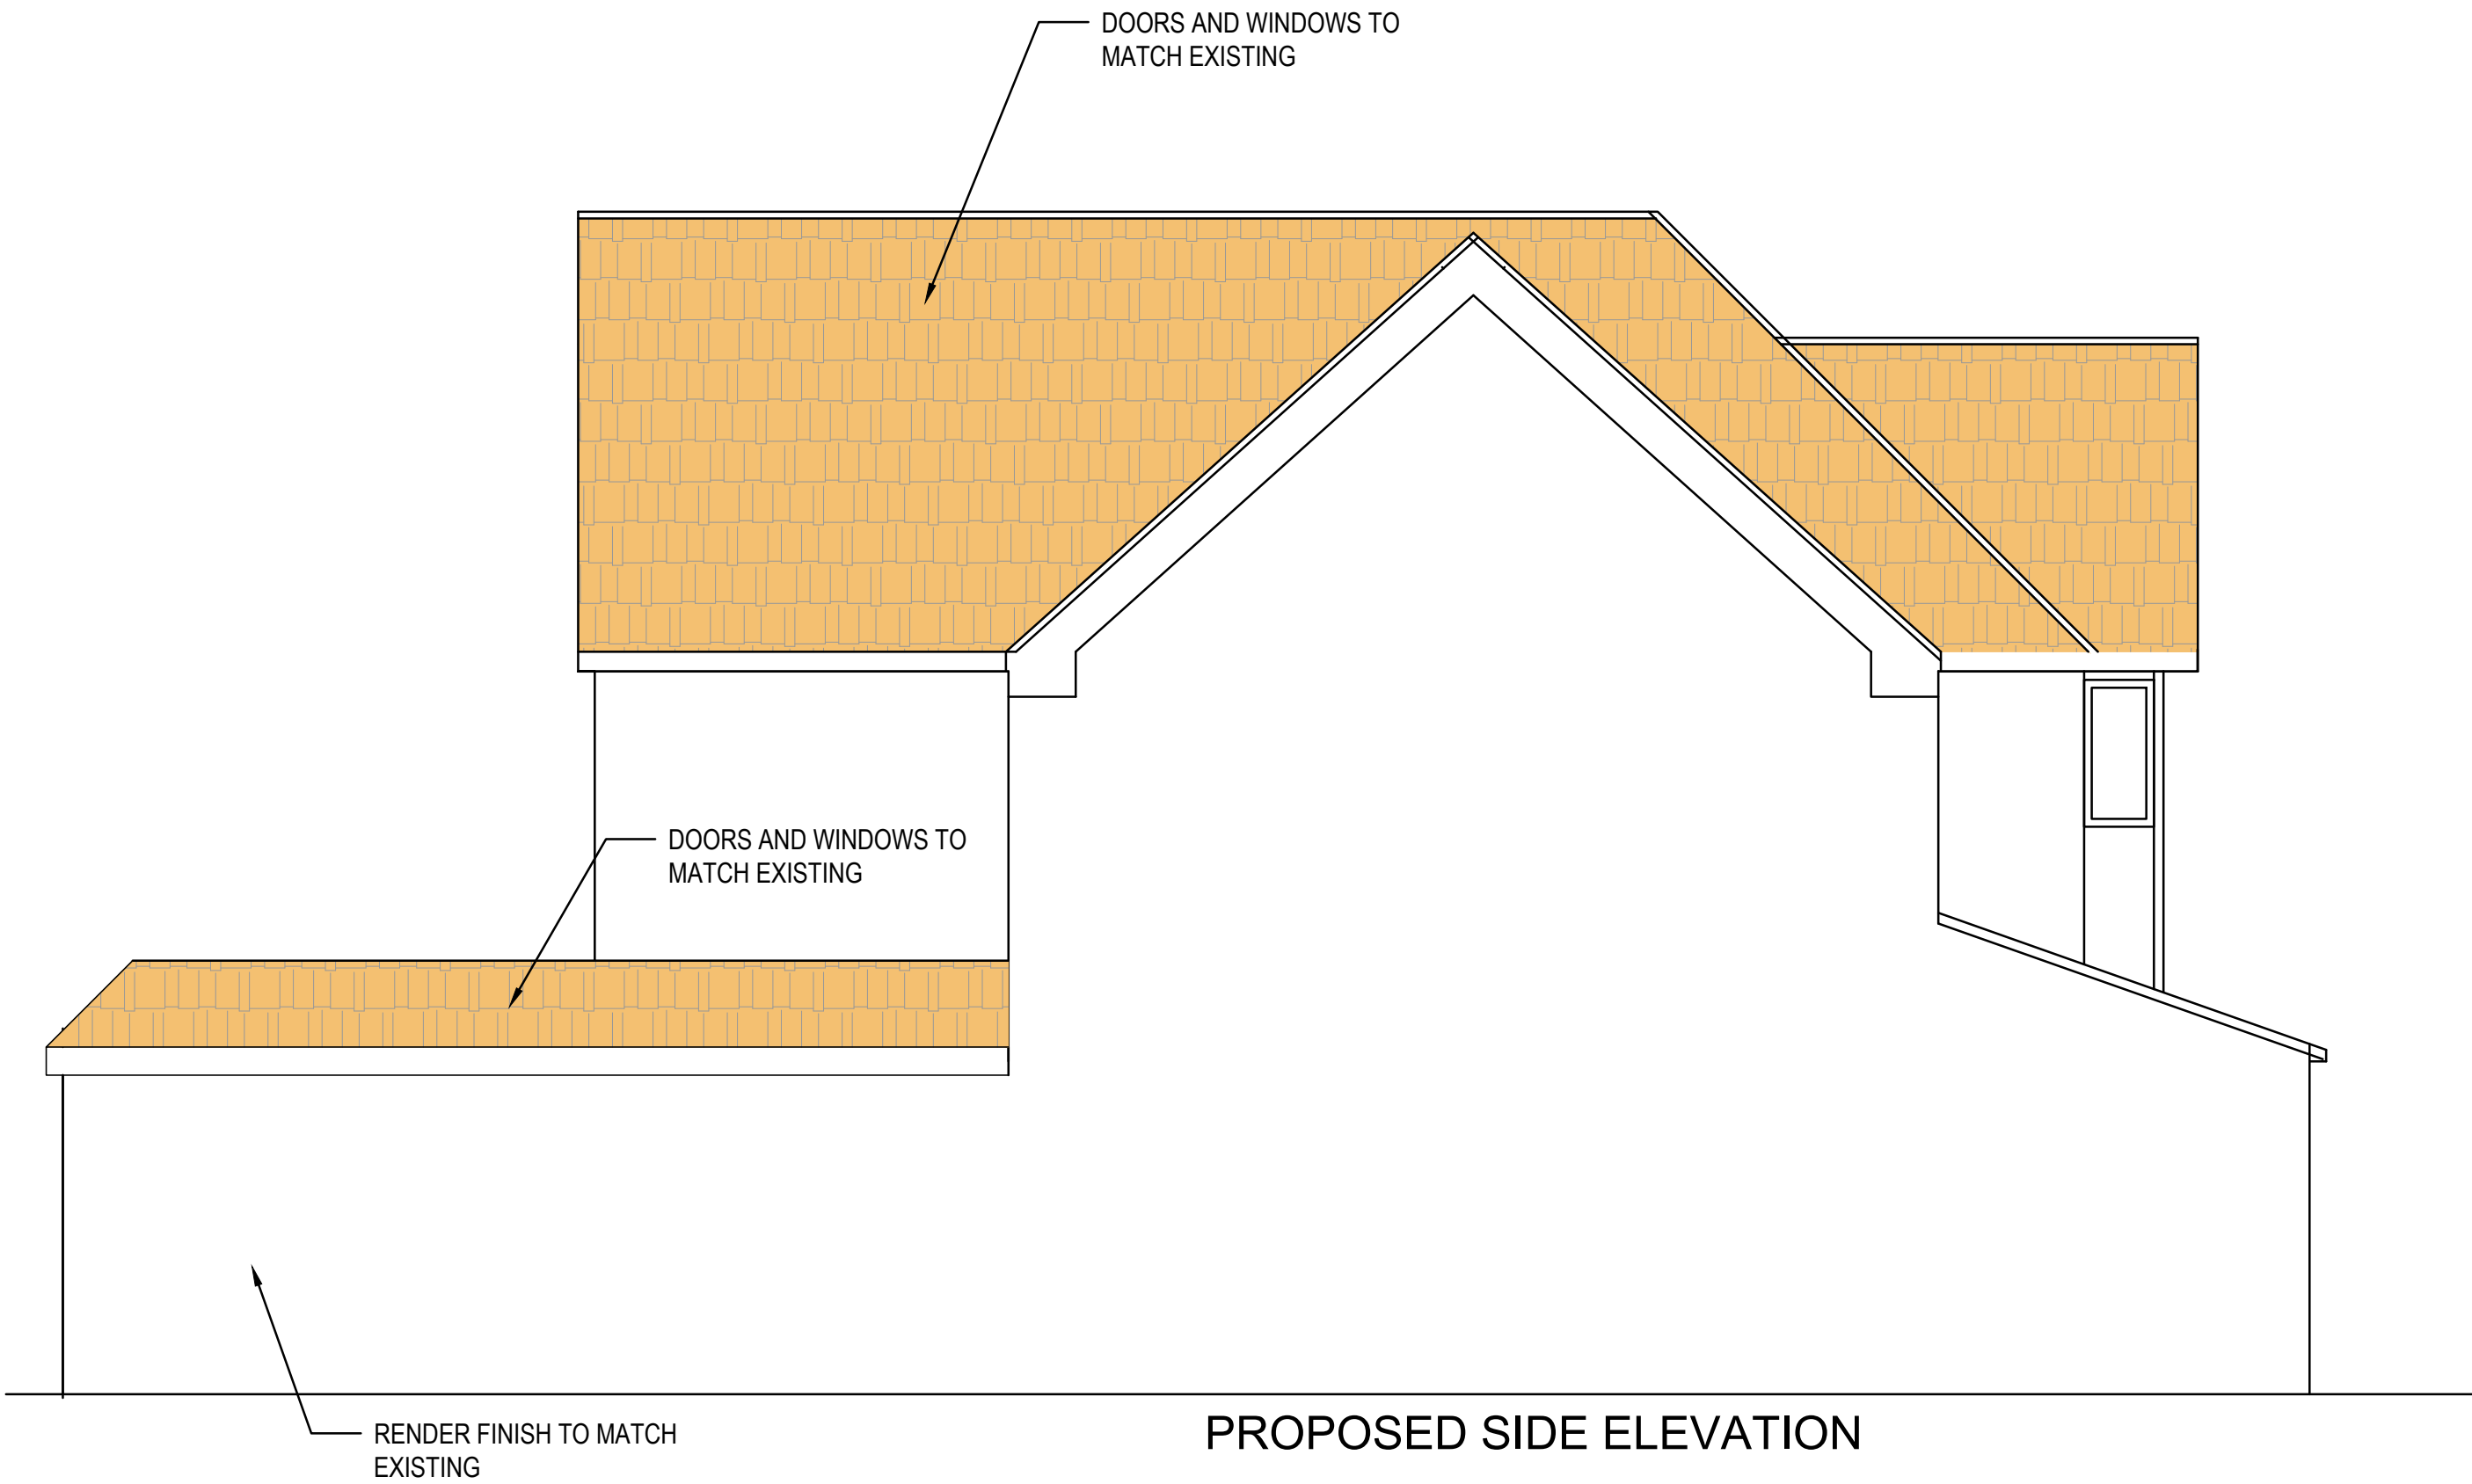 DOORS AND WINDOWS TO
MATCH EXISTING
DOORS AND WINDOWS TO
MATCH EXISTING
RENDER FINISH TO MATCH
EXISTING
PROPOSED SIDE ELEVATION